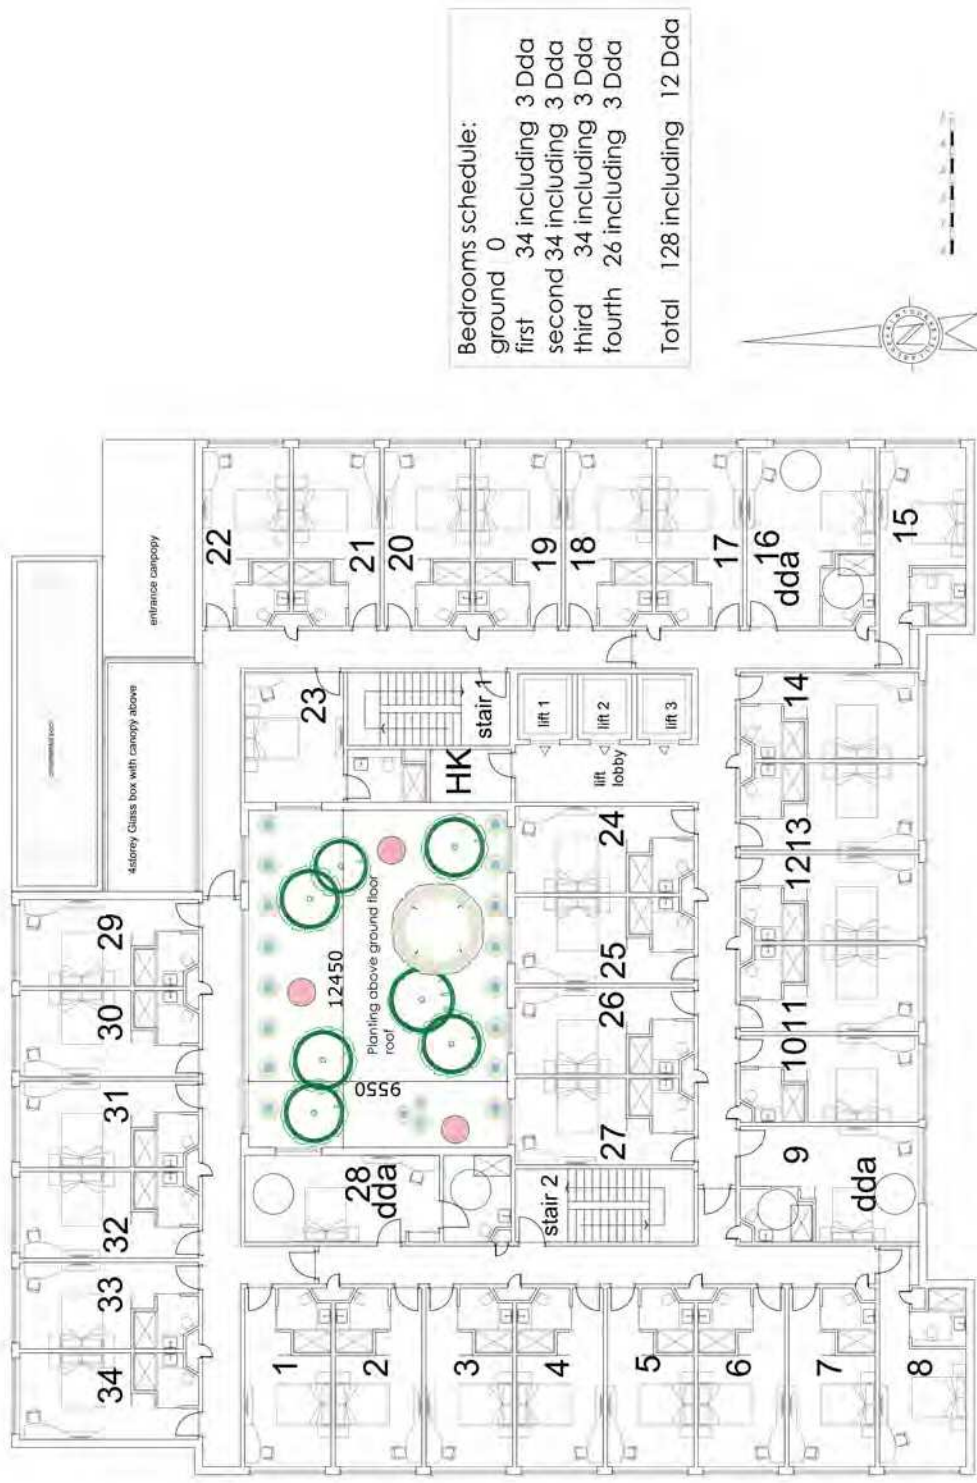 Bedrooms schedule:
ground 0
first 34 including 3 Dda
second 34 including 3 Dda
third 34 including 3 Dda
fourth 26 including 3 Dda
Total 128 including 12 Dda
4storey Glass box with canopy above
entrance canpopy
34
33
32
31
30
29
22
21
20
19
18
17
16
dda
15
23
stair 1
HK
lift 1
lift 2
lift 3
lift
lobby
12450
9550
Planting above ground floor
roof
28
dda
24
25
26
27
stair 2
14
13
12
11
10
9
dda
1
2
3
4
5
6
7
8
N